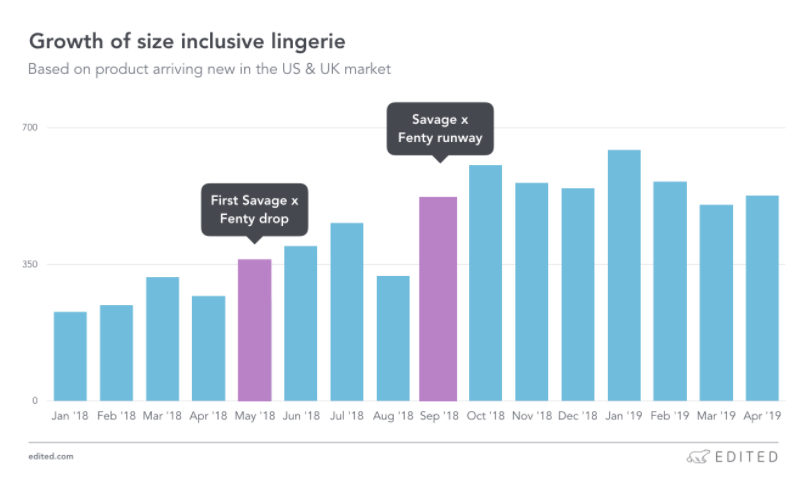 Growth of size inclusive lingerie
Based on product arriving new in the US & UK market
700
Savage x
Fenty runway
First Savage x
Fenty drop
350
0
Jan '18 Feb '18 Mar '18 Apr '18 May '18 Jun '18 Jul '18 Aug '18 Sep '18 Oct '18 Nov '18 Dec '18 Jan '19 Feb '19 Mar '19 Apr '19
edited.com EDITED